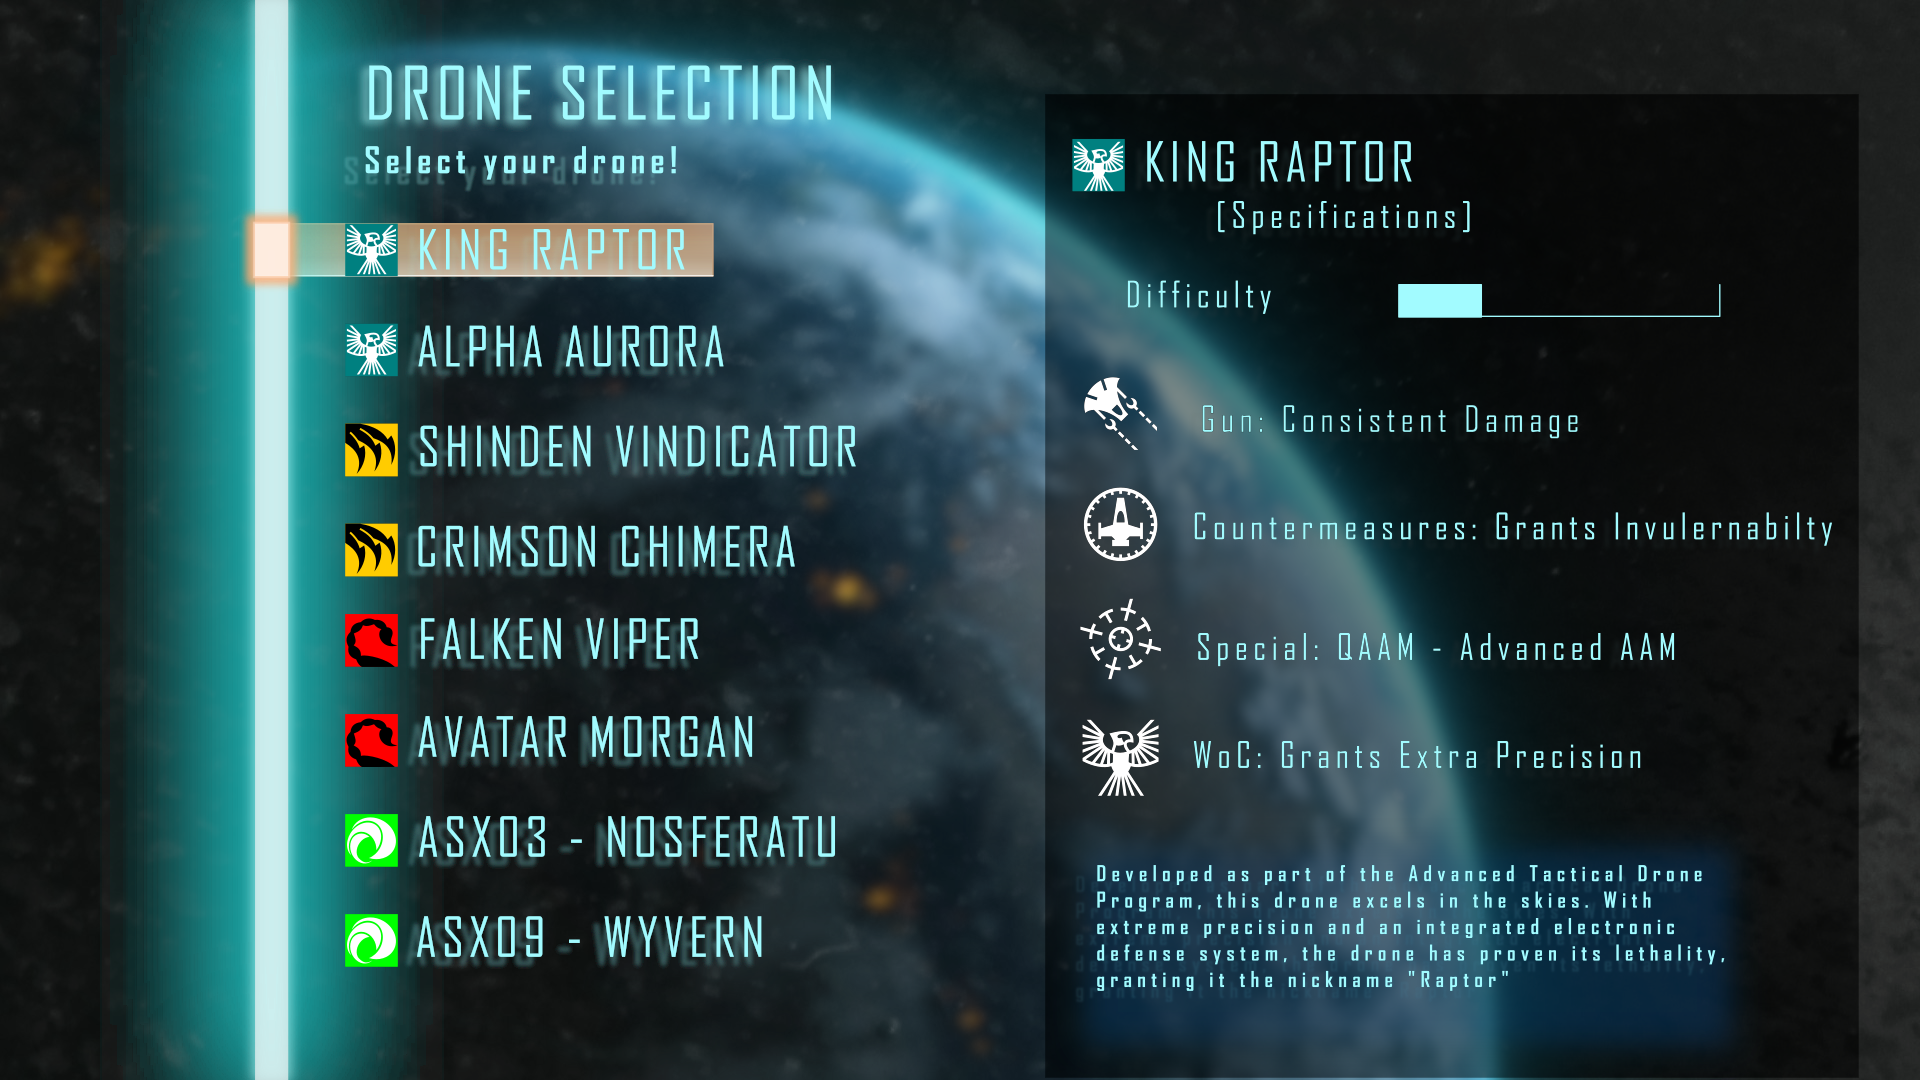 DRONE SELECTION
Select your drone!
KING RAPTOR
ALPHA AURORA
SHINDEN VINDICATOR
CRIMSON CHIMERA
FALKEN VIPER
AVATAR MORGAN
ASX03 - NOSFERATU
ASX09 - WYVERN
KING RAPTOR
[Specifications]
Difficulty
Gun: Consistent Damage
Countermeasures: Grants Invulernabilty
Special: QAAM - Advanced AAM
WoC: Grants Extra Precision
Developed as part of the Advanced Tactical Drone
Program, this drone excels in the skies. With
extreme precision and an integrated electronic
defense system, the drone has proven its lethality,
granting it the nickname "Raptor"